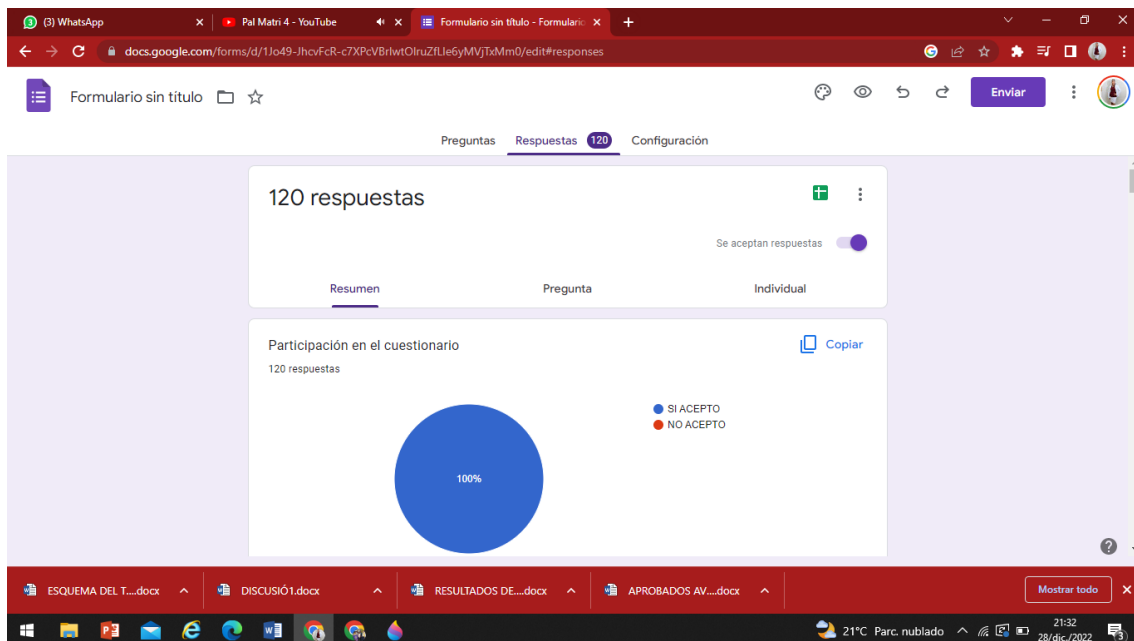 (3) WhatsApp
Pal Matri 4 - YouTube
Formulario sin título - Formulario
docs.google.com/forms/d/1Jo49-JhcvFcR-c7XPcVBrlwtOlruZfLle6yMVjTxMm0/edit#responses
Formulario sin título
Enviar
Preguntas Respuestas 120 Configuración
120 respuestas
Se aceptan respuestas
Resumen Pregunta Individual
Participación en el cuestionario
Copiar
120 respuestas
SI ACEPTO
NO ACEPTO
100%
ESQUEMA DEL T....docx
DISCUSIÓ1.docx
RESULTADOS DE....docx
APROBADOS AV....docx
Mostrar todo
21°C Parc. nublado
21:32
28/dic./2022